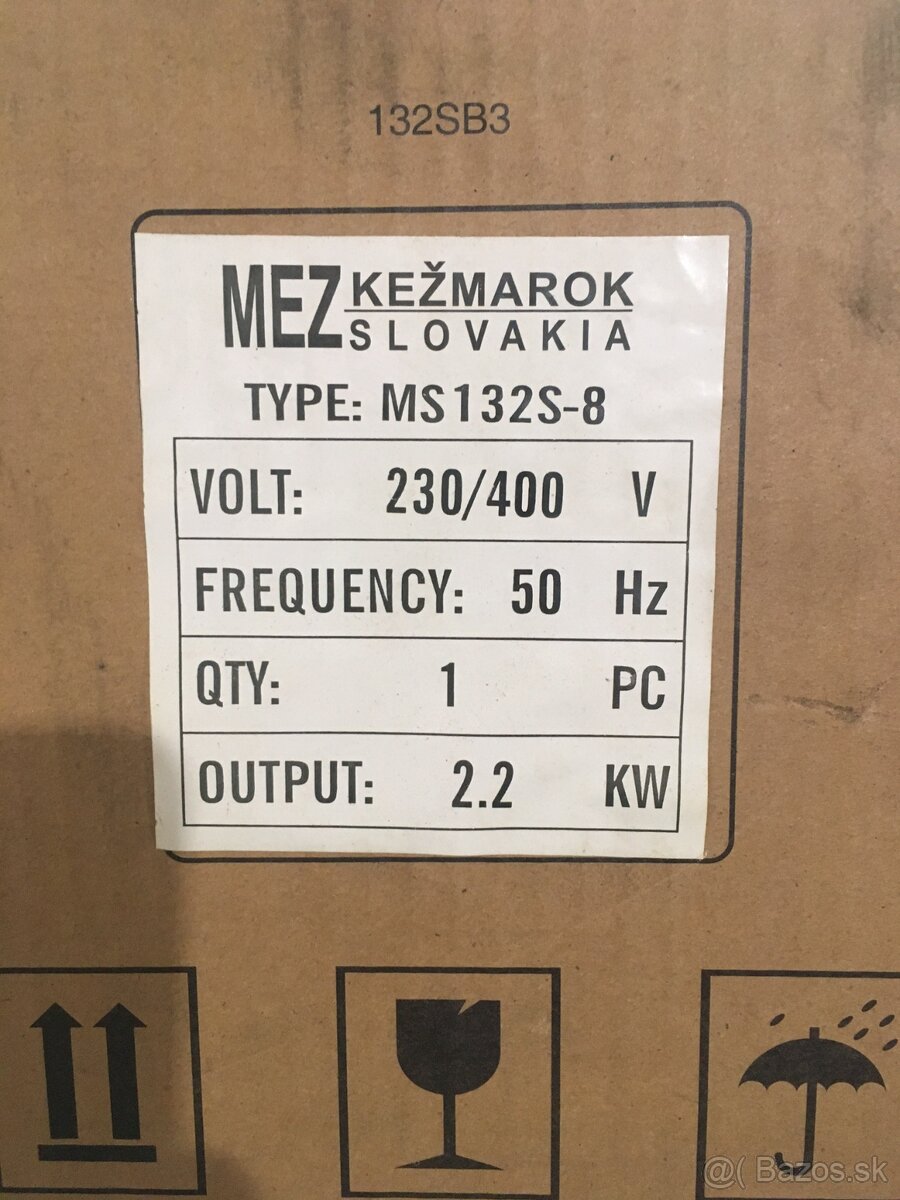 132SB3
MEZ KEŽMAROK
SLOVAKIA
TYPE: MS132S-8
VOLT: 230/400 V
FREQUENCY: 50 Hz
QTY: 1 PC
OUTPUT: 2.2 KW
@( Bazos.sk